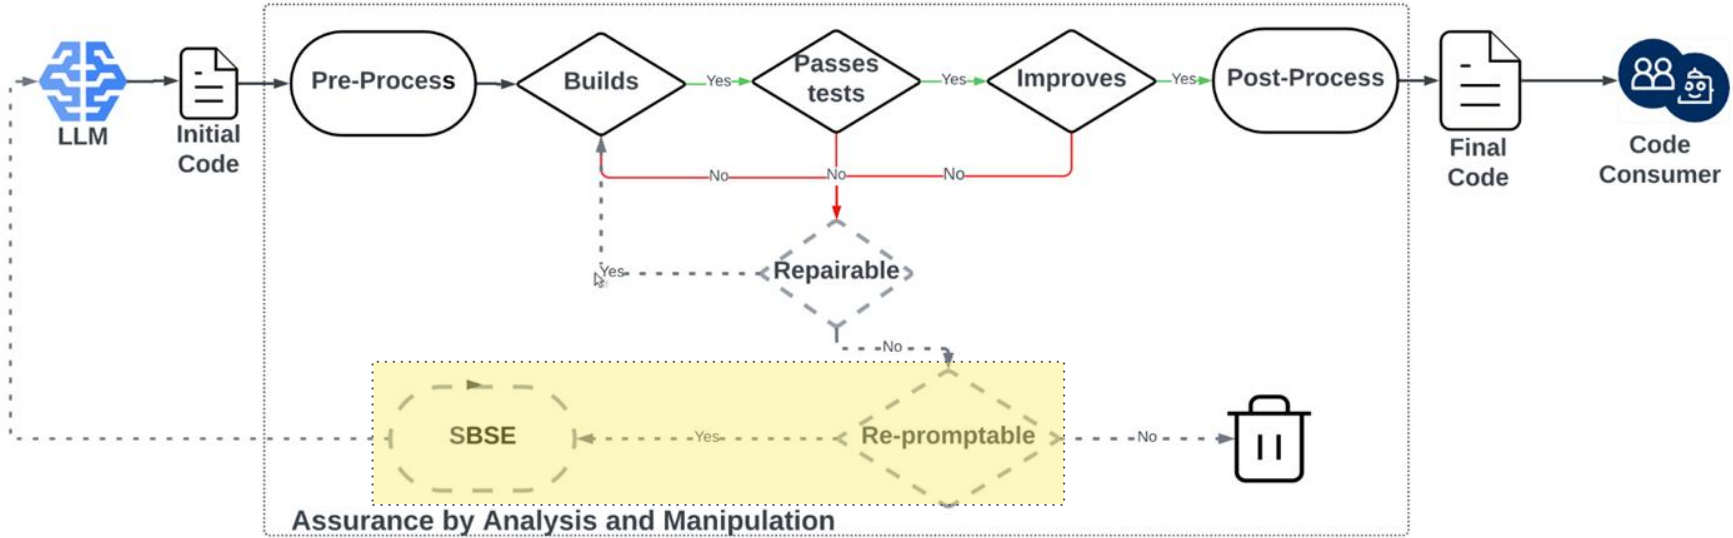 LLM
Initial
Code
Pre-Process
Builds
Yes
Passes
tests
Yes
Improves
Yes
Post-Process
Final
Code
Code
Consumer
No
No
No
Repairable
Yes
No
SBSE
Yes
Re-promptable
No
Assurance by Analysis and Manipulation